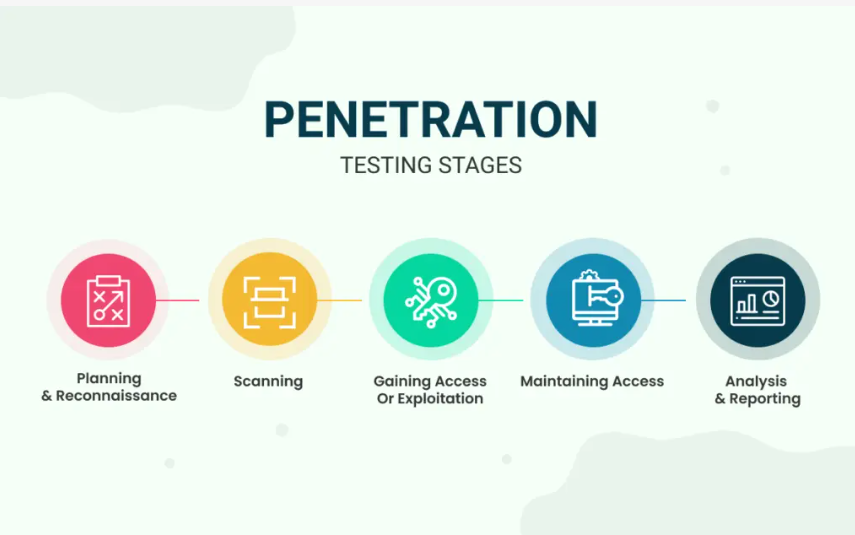 PENETRATION
TESTING STAGES
Planning
& Reconnaissance
Scanning
Gaining Access
Or Exploitation
Maintaining Access
Analysis
& Reporting